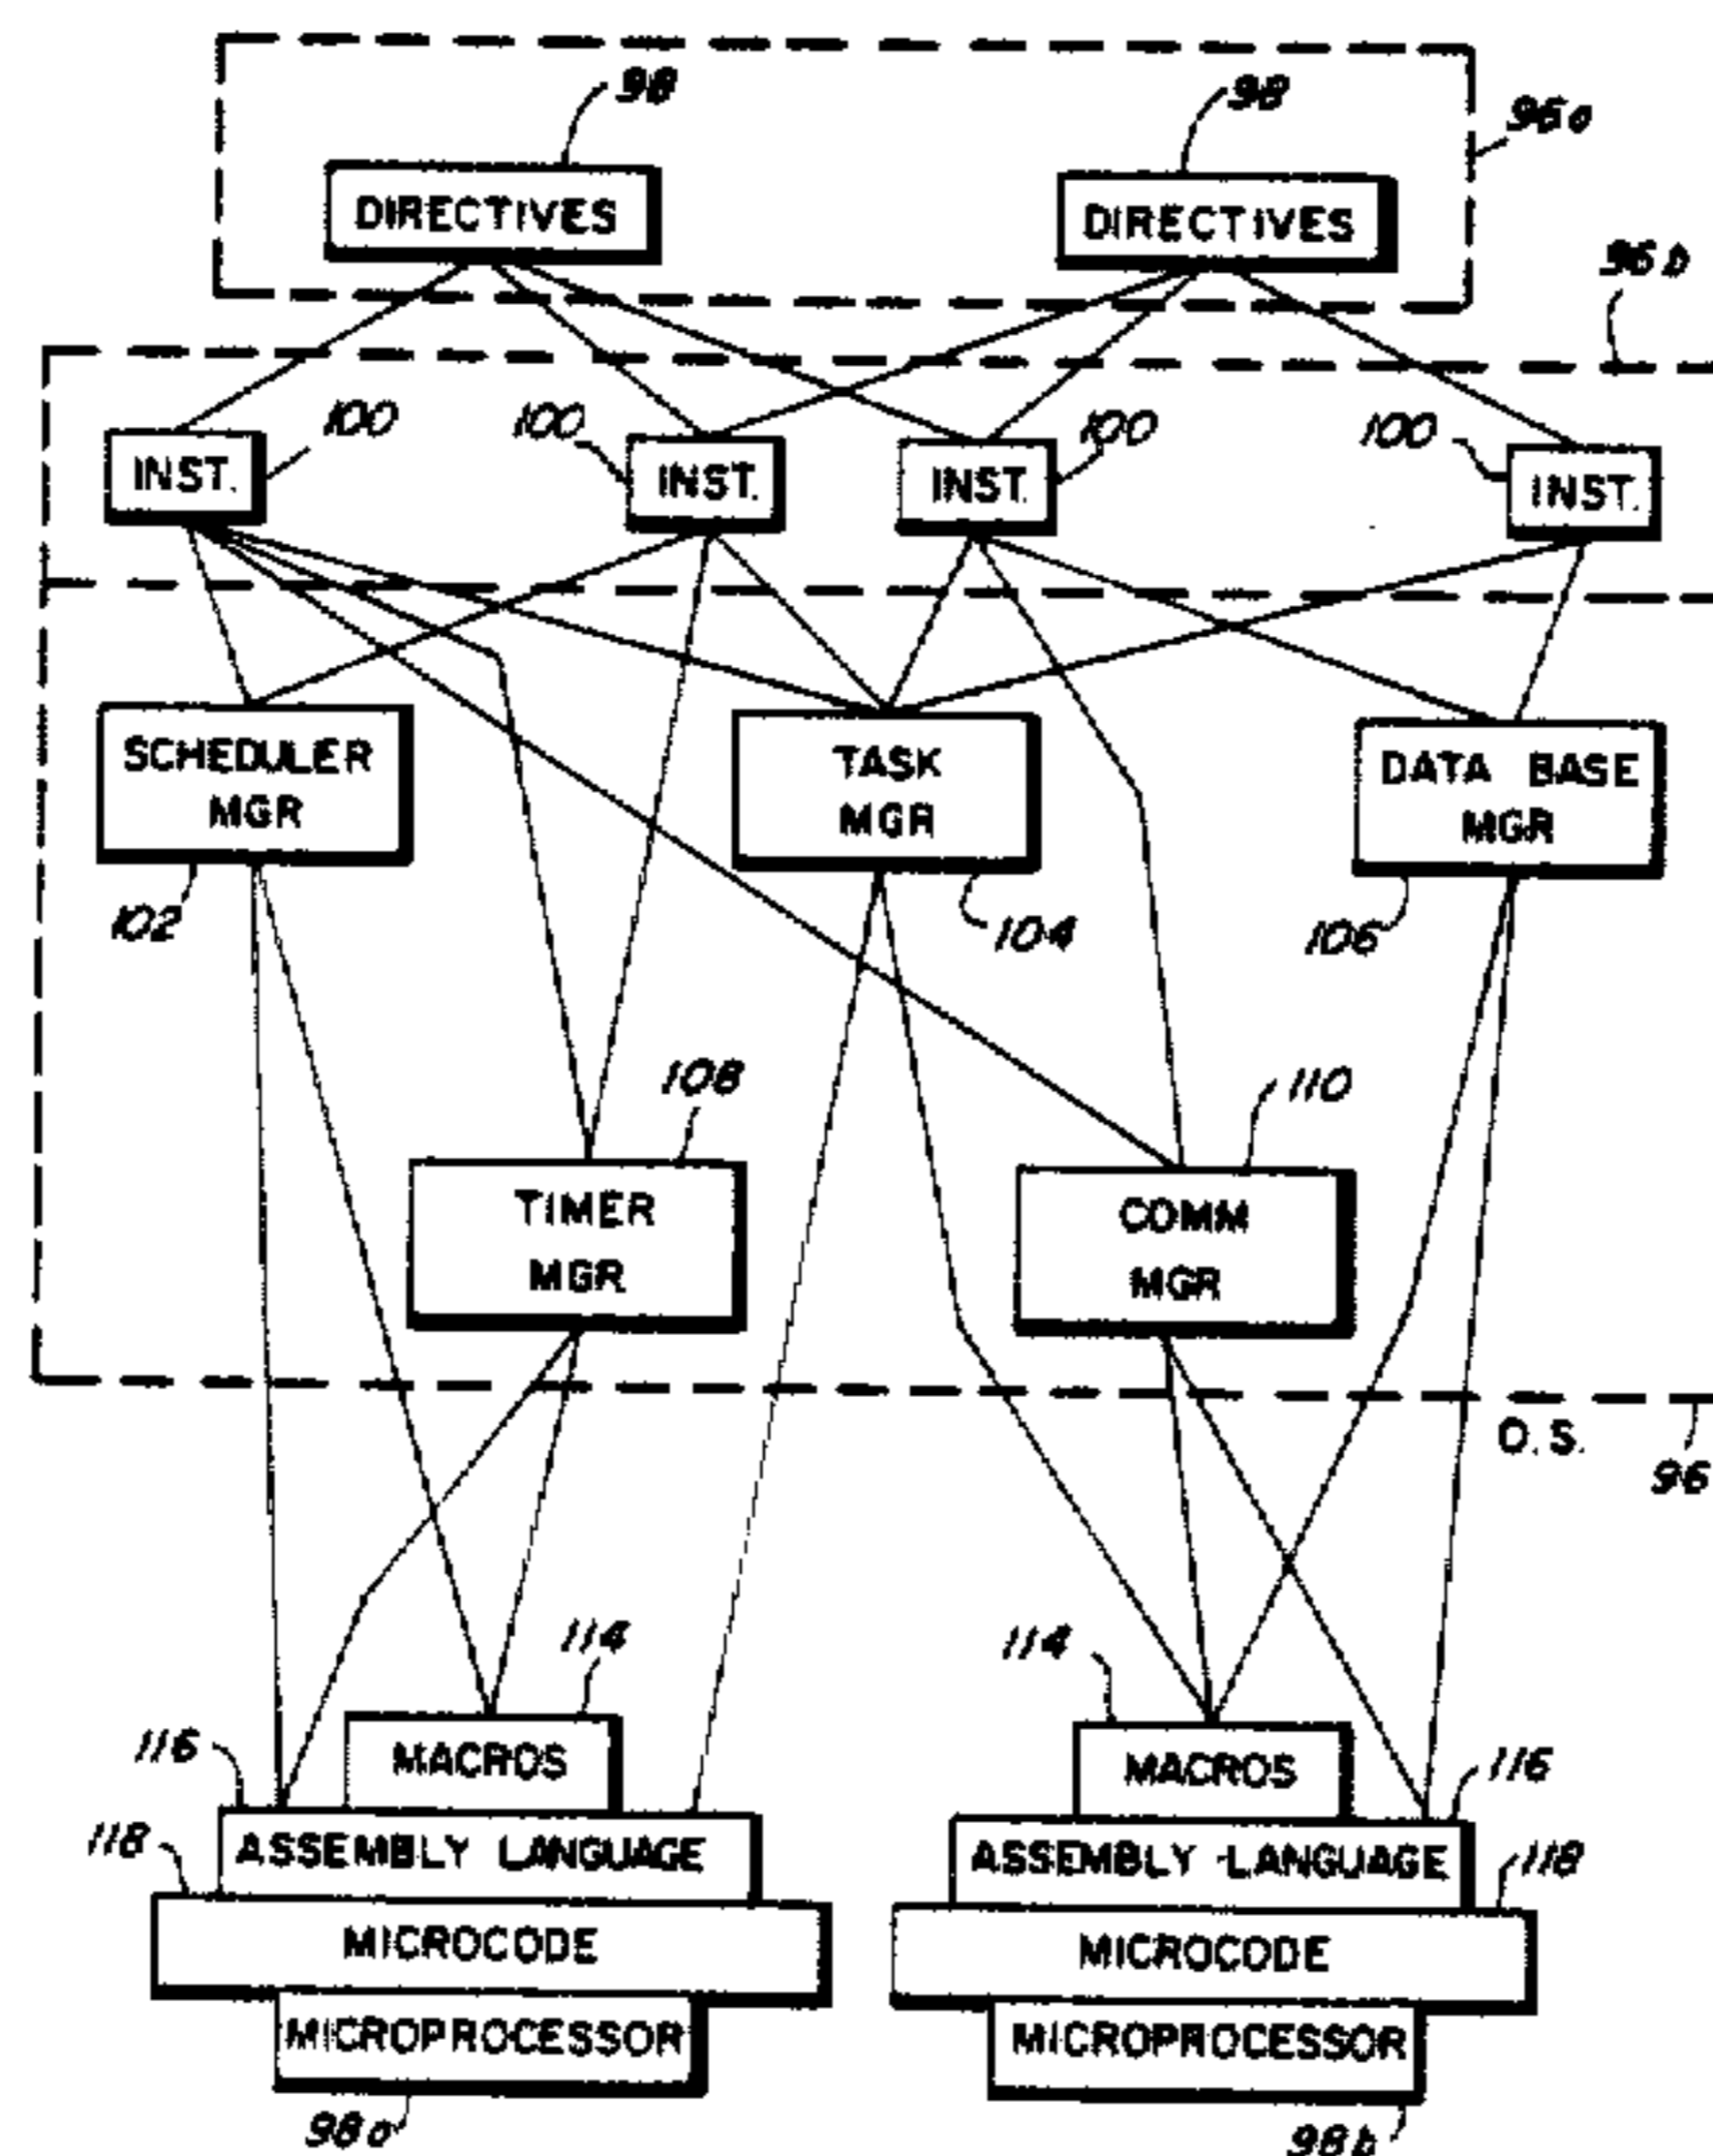 98
98
96a
DIRECTIVES
DIRECTIVES
96b
100
100
100
100
INST.
INST.
INST.
INST.
SCHEDULER
MGR
TASK
MGR
DATA BASE
MGR
102
104
106
108
110
TIMER
MGR
COMM
MGR
O.S.
96
114
114
116
MACROS
MACROS
116
118
ASSEMBLY LANGUAGE
ASSEMBLY LANGUAGE
118
MICROCODE
MICROCODE
MICROPROCESSOR
MICROPROCESSOR
98a
98b